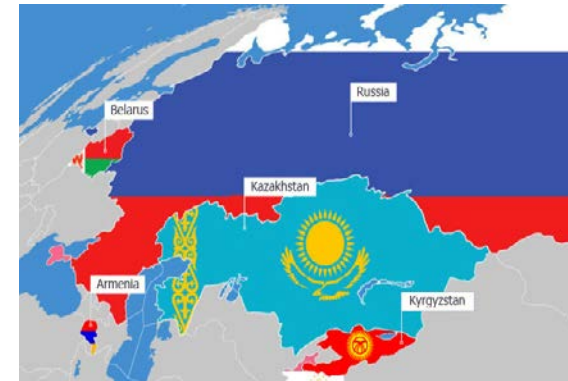 Russia
Belarus
Kazakhstan
Armenia
Kyrgyzstan